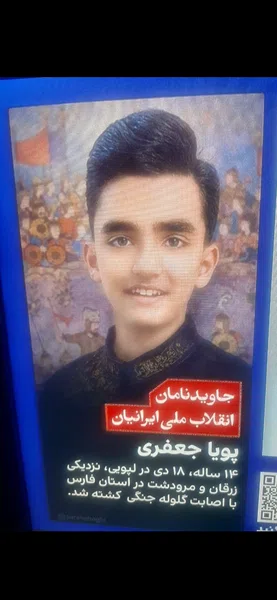 جاویدنامان
انقلاب ملی ایرانیان
پویا جعفری
۱۴ ساله، ۱۸ دی در لپویی، نزدیکی
زرقان و مرودشت در استان فارس
با اصابت گلوله جنگی کشته شد.